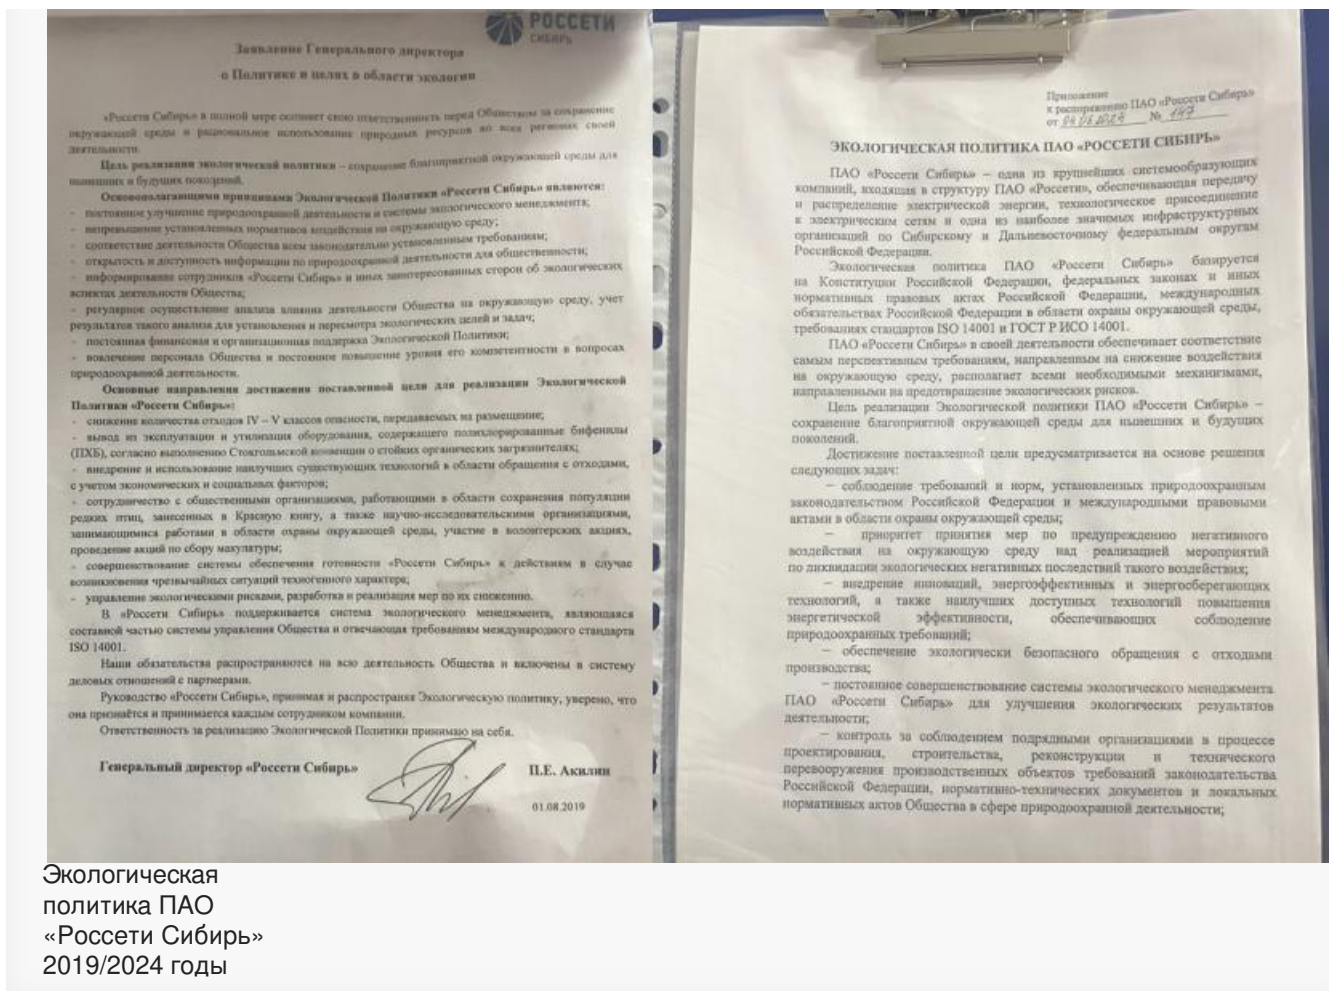 РОССЕТИ
СИБИРЬ
Заявление Генерального директора
о Политике и целях в области экологии
«Россети Сибирь» в полной мере осознает свою ответственность перед Обществом за сохранение
окружающей среды и рациональное использование природных ресурсов во всех регионах своей
деятельности.
Цель реализации экологической политики – сохранение благоприятной окружающей среды для
нынешних и будущих поколений.
Основополагающими принципами Экологической Политики «Россети Сибирь» являются:
- постоянное улучшение природоохранной деятельности и системы экологического менеджмента;
- непревышение установленных нормативов воздействия на окружающую среду;
- соответствие деятельности Общества всем законодательно установленным требованиям;
- открытость и доступность информации по природоохранной деятельности для общественности;
- информирование сотрудников «Россети Сибирь» и иных заинтересованных сторон об экологических
аспектах деятельности Общества;
- регулярное осуществление анализа влияния деятельности Общества на окружающую среду, учет
результатов такого анализа для установления и пересмотра экологических целей и задач;
- постоянная финансовая и организационная поддержка Экологической Политики;
- вовлечение персонала Общества и постоянное повышение уровня его компетентности в вопросах
природоохранной деятельности.
Основные направления достижения поставленной цели для реализации Экологической
Политики «Россети Сибирь»:
- снижение количества отходов IV – V классов опасности, передаваемых на размещение;
- вывод из эксплуатации и утилизация оборудования, содержащего полихлорированные бифенилы
(ПХБ), согласно выполнению Стокгольмской конвенции о стойких органических загрязнителях;
- внедрение и использование наилучших существующих технологий в области обращения с отходами,
с учетом экономических и социальных факторов;
- сотрудничество с общественными организациями, работающими в области сохранения популяции
редких птиц, занесенных в Красную книгу, а также научно-исследовательскими организациями,
занимающимися работами в области охраны окружающей среды, участие в волонтерских акциях,
проведение акций по сбору макулатуры;
- совершенствование системы обеспечения готовности «Россети Сибирь» к действиям в случае
возникновения чрезвычайных ситуаций техногенного характера;
- управление экологическими рисками, разработка и реализация мер по их снижению.
В «Россети Сибирь» поддерживается система экологического менеджмента, являющаяся
составной частью системы управления Общества и отвечающая требованиям международного стандарта
ISO 14001.
Наши обязательства распространяются на всю деятельность Общества и включены в систему
деловых отношений с партнерами.
Руководство «Россети Сибирь», принимая и распространяя Экологическую политику, уверено, что
она признаётся и принимается каждым сотрудником компании.
Ответственность за реализацию Экологической Политики принимаю на себя.
Генеральный директор «Россети Сибирь»
П.Е. Акилин
01.08.2019
Приложение
к распоряжению ПАО «Россети Сибирь»
от 04.06.2024 № 147
ЭКОЛОГИЧЕСКАЯ ПОЛИТИКА ПАО «РОССЕТИ СИБИРЬ»
ПАО «Россети Сибирь» – одна из крупнейших системообразующих
компаний, входящая в структуру ПАО «Россети», обеспечивающая передачу
и распределение электрической энергии, технологическое присоединение
к электрическим сетям и одна из наиболее значимых инфраструктурных
организаций по Сибирскому и Дальневосточному федеральным округам
Российской Федерации.
Экологическая политика ПАО «Россети Сибирь» базируется
на Конституции Российской Федерации, федеральных законах и иных
нормативных правовых актах Российской Федерации, международных
обязательствах Российской Федерации в области охраны окружающей среды,
требованиях стандартов ISO 14001 и ГОСТ Р ИСО 14001.
ПАО «Россети Сибирь» в своей деятельности обеспечивает соответствие
самым перспективным требованиям, направленным на снижение воздействия
на окружающую среду, располагает всеми необходимыми механизмами,
направленными на предотвращение экологических рисков.
Цель реализации Экологической политики ПАО «Россети Сибирь» –
сохранение благоприятной окружающей среды для нынешних и будущих
поколений.
Достижение поставленной цели предусматривается на основе решения
следующих задач:
– соблюдение требований и норм, установленных природоохранным
законодательством Российской Федерации и международными правовыми
актами в области охраны окружающей среды;
– приоритет принятия мер по предупреждению негативного
воздействия на окружающую среду над реализацией мероприятий
по ликвидации экологических негативных последствий такого воздействия;
– внедрение инноваций, энергоэффективных и энергосберегающих
технологий, а также наилучших доступных технологий повышения
энергетической эффективности, обеспечивающих соблюдение
природоохранных требований;
– обеспечение экологически безопасного обращения с отходами
производства;
– постоянное совершенствование системы экологического менеджмента
ПАО «Россети Сибирь» для улучшения экологических результатов
деятельности;
– контроль за соблюдением подрядными организациями в процессе
проектирования, строительства, реконструкции и технического
перевооружения производственных объектов требований законодательства
Российской Федерации, нормативно-технических документов и локальных
нормативных актов Общества в сфере природоохранной деятельности;
Экологическая
политика ПАО
«Россети Сибирь»
2019/2024 годы